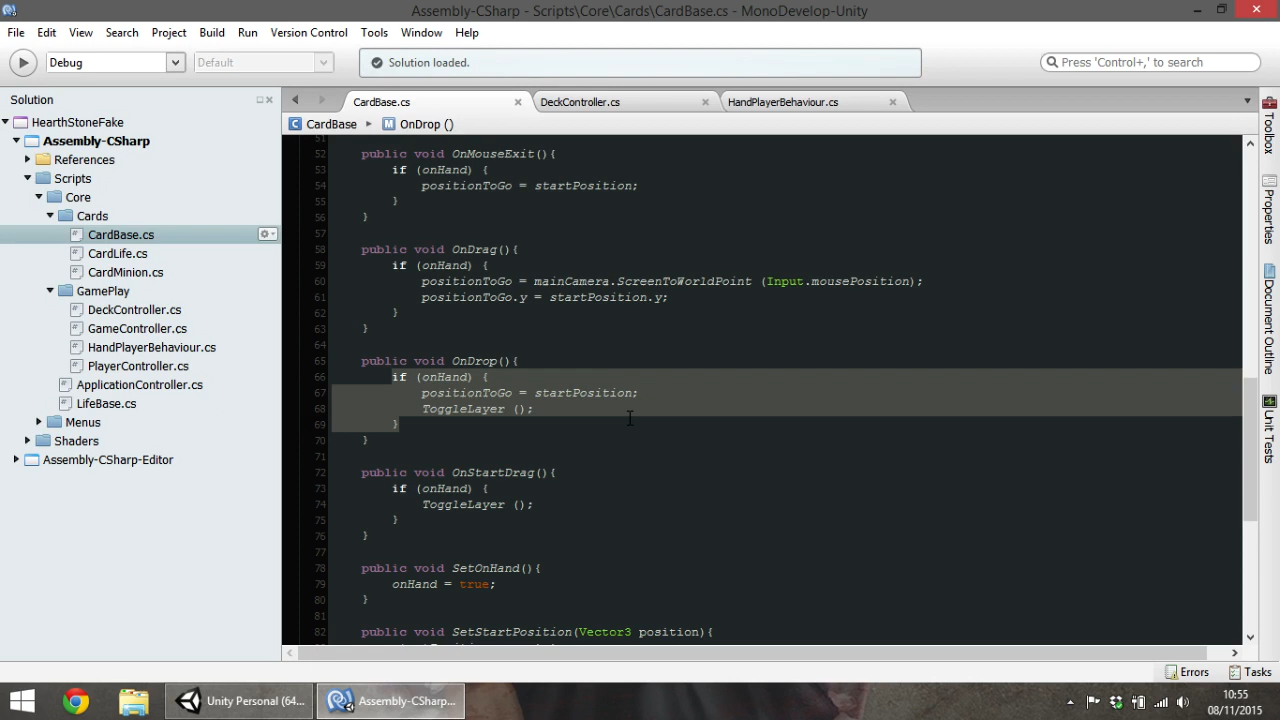 Assembly-CSharp - Scripts\Core\Cards\CardBase.cs - MonoDevelop-Unity
File Edit View Search Project Build Run Version Control Tools Window Help
Debug Default Solution loaded. Press 'Control+,' to search
Solution
HearthStoneFake
Assembly-CSharp
References
Scripts
Core
Cards
CardBase.cs
CardLife.cs
CardMinion.cs
GamePlay
DeckController.cs
GameController.cs
HandPlayerBehaviour.cs
PlayerController.cs
ApplicationController.cs
LifeBase.cs
Menus
Shaders
Assembly-CSharp-Editor
CardBase.cs DeckController.cs HandPlayerBehaviour.cs
CardBase OnDrop ()
51
52 public void OnMouseExit(){
53 if (onHand) {
54 positionToGo = startPosition;
55 }
56 }
57
58 public void OnDrag(){
59 if (onHand) {
60 positionToGo = mainCamera.ScreenToWorldPoint (Input.mousePosition);
61 positionToGo.y = startPosition.y;
62 }
63 }
64
65 public void OnDrop(){
66 if (onHand) {
67 positionToGo = startPosition;
68 ToggleLayer ();
69 }
70 }
71
72 public void OnStartDrag(){
73 if (onHand) {
74 ToggleLayer ();
75 }
76 }
77
78 public void SetOnHand(){
79 onHand = true;
80 }
81
82 public void SetStartPosition(Vector3 position){
Toolbox
Properties
Document Outline
Unit Tests
Errors Tasks
Unity Personal (64... Assembly-CSharp...
10:55
08/11/2015